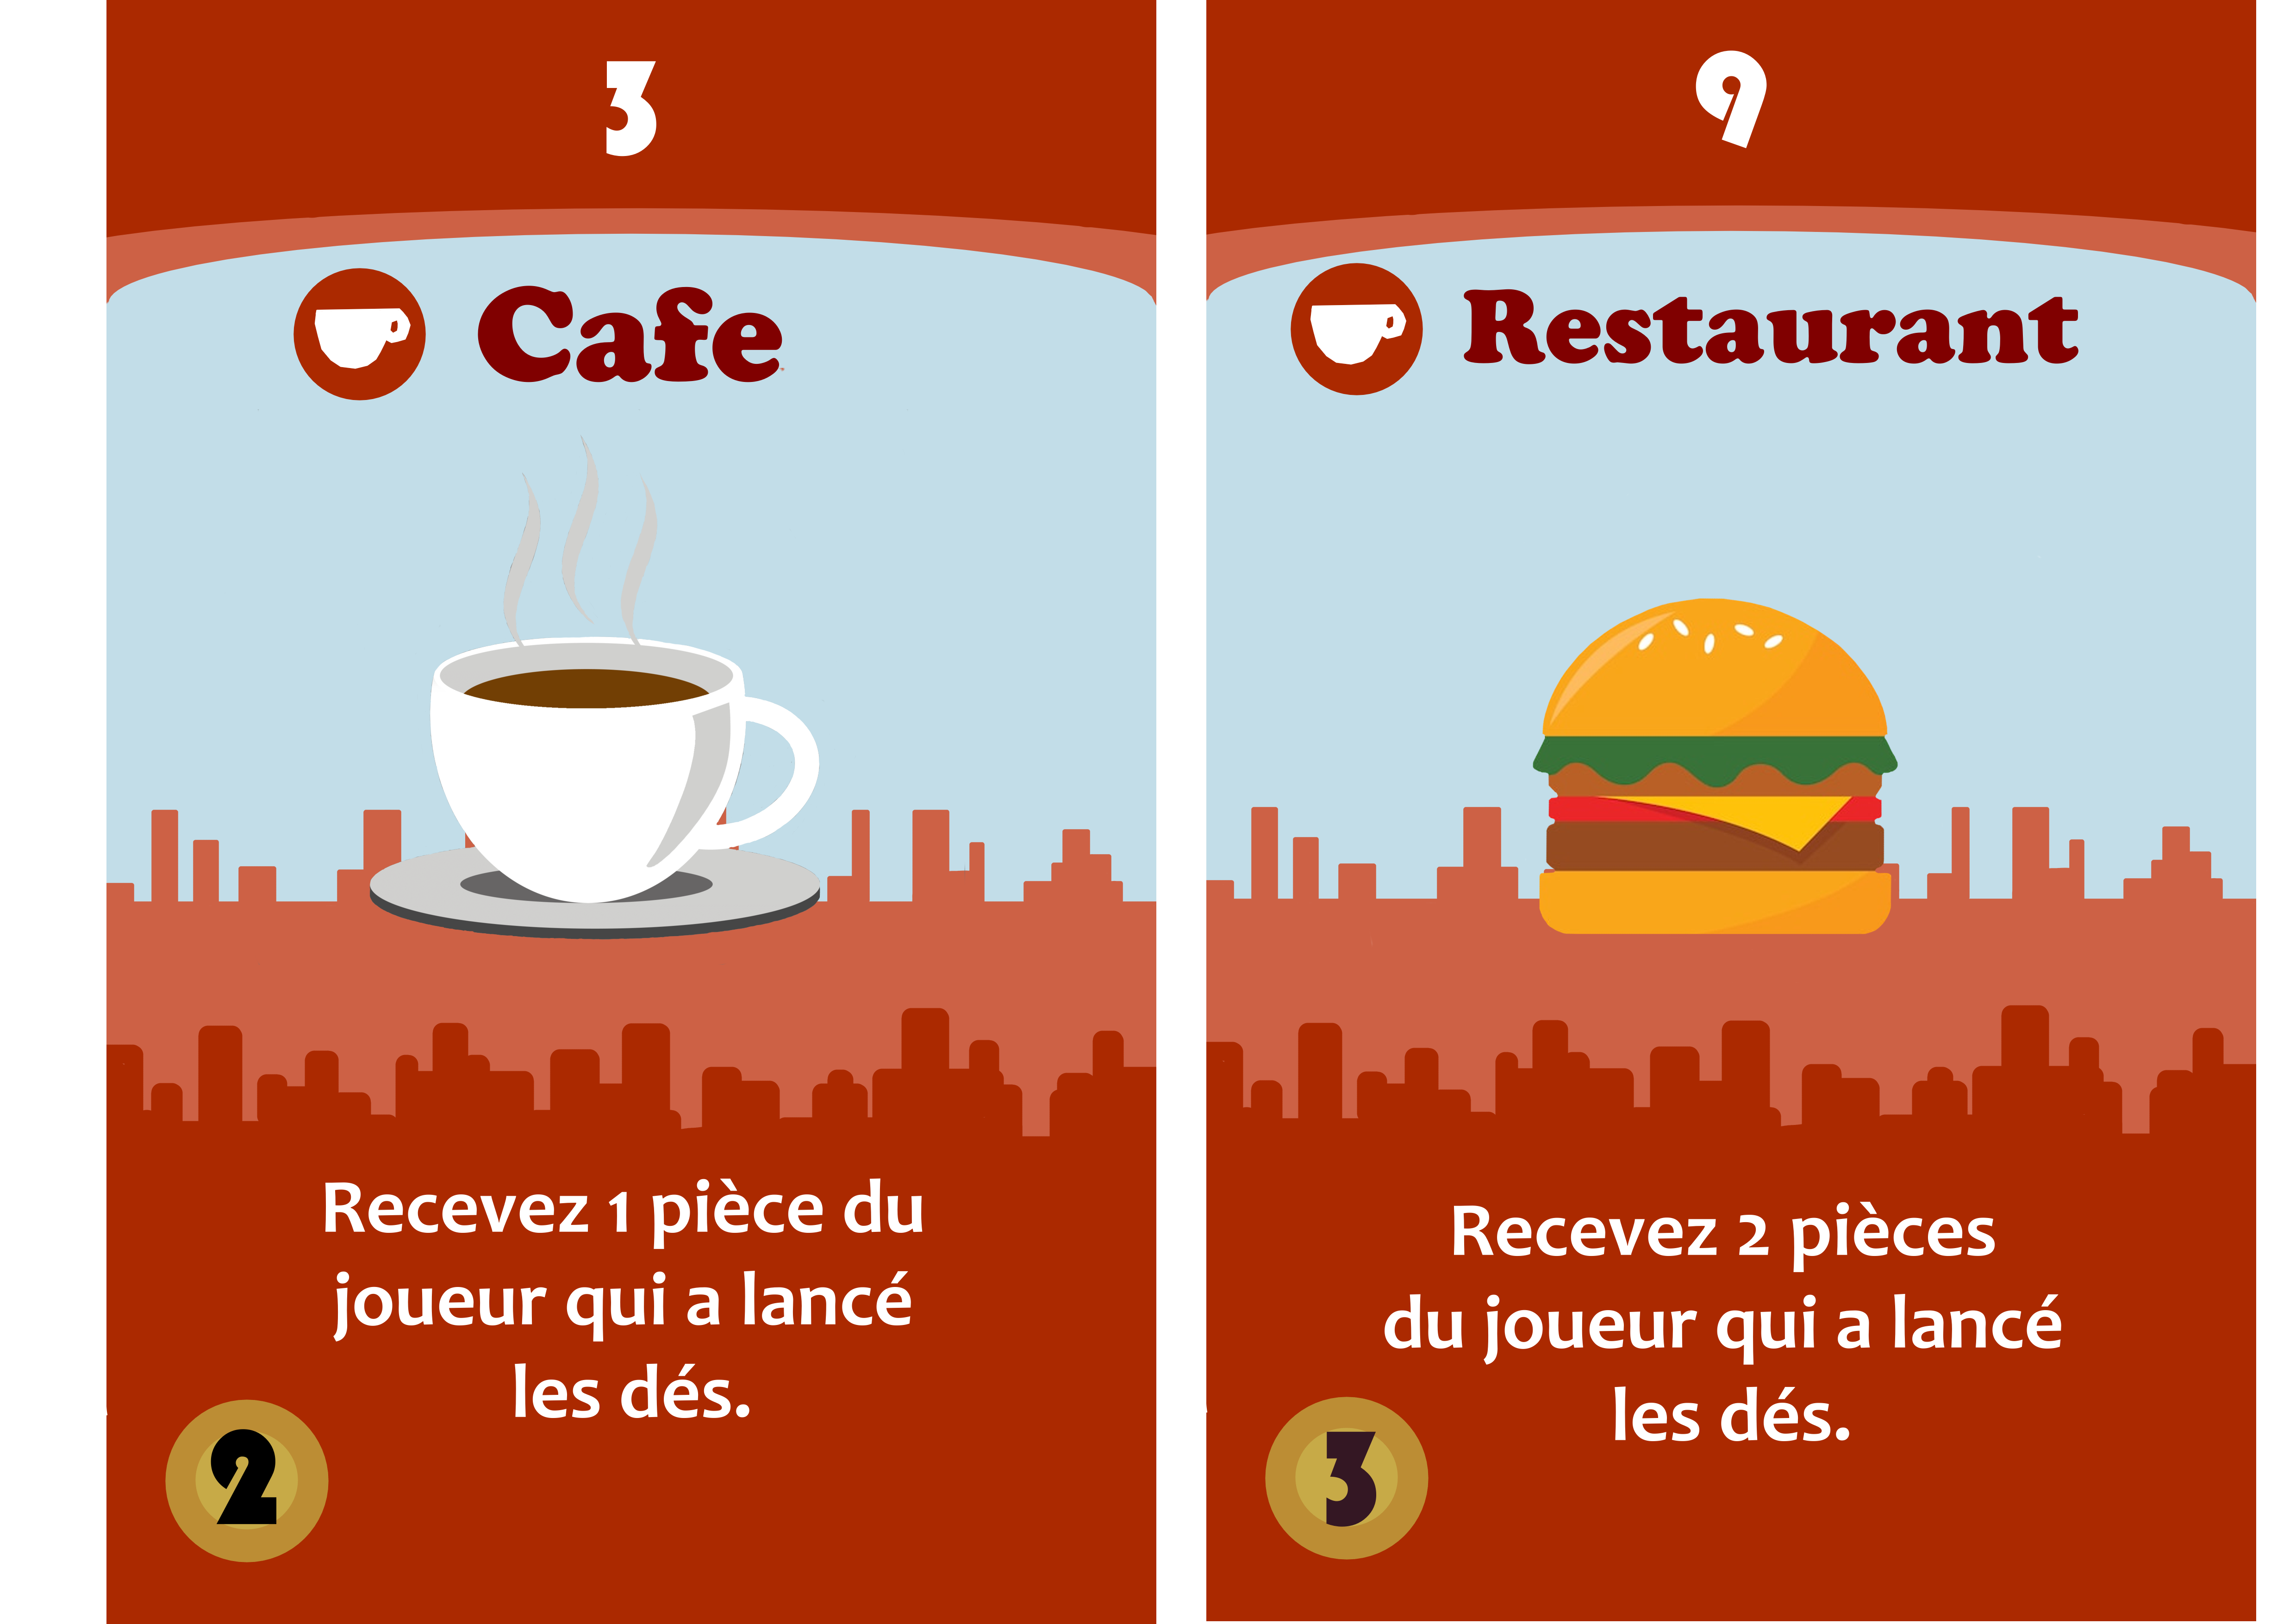 3
Cafe
Recevez 1 pièce du
joueur qui a lancé
les dés.
2
9
Restaurant
Recevez 2 pièces
du joueur qui a lancé
les dés.
3